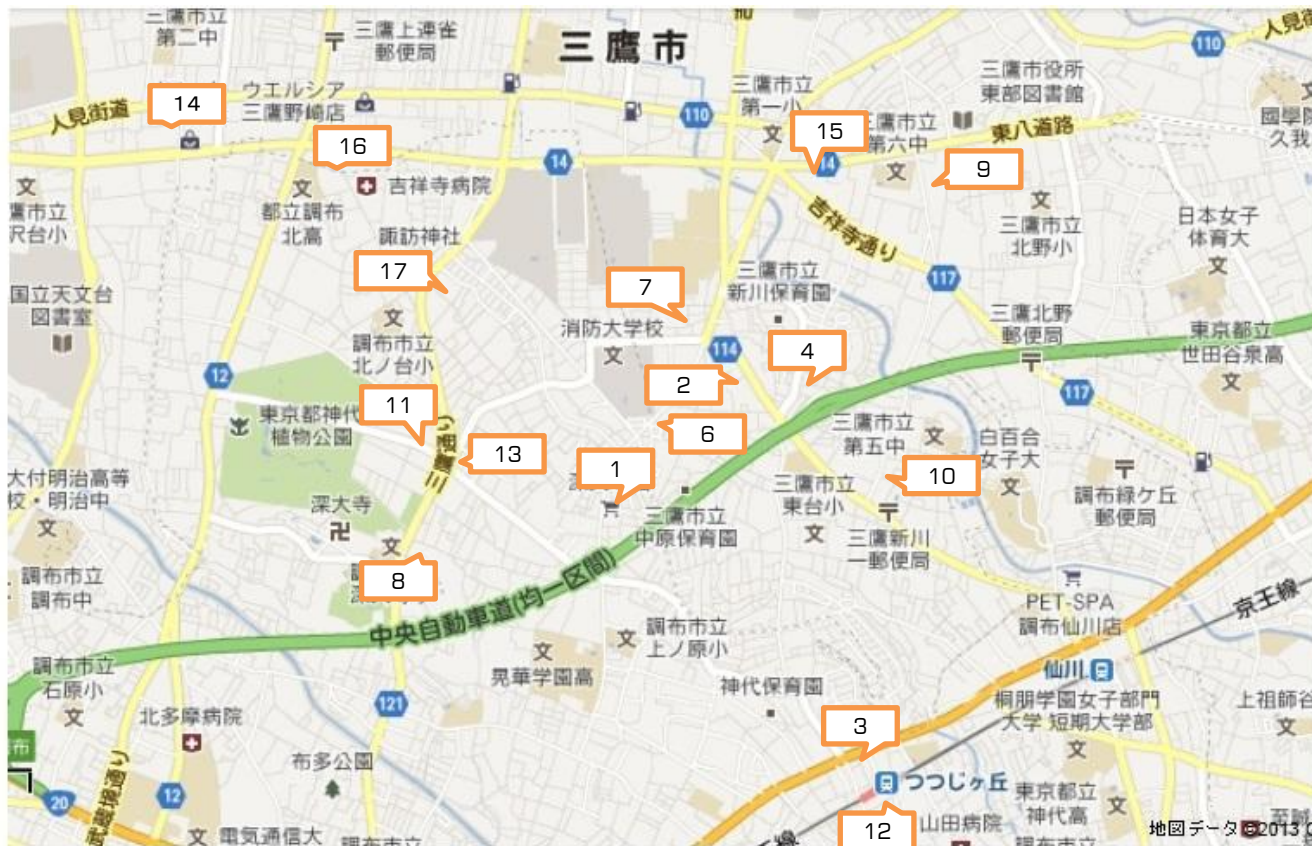 三鷹市立
第二中
三鷹上連雀
郵便局
三鷹市
110
三鷹市役所
東部図書館
ウエルシア
三鷹野崎店
三鷹市立
第一小
人見街道
14
110
15
三鷹市立
第六中
東八道路
16
14
14
9
吉祥寺病院
都立調布
北高
吉祥寺通り
三鷹市立
北野小
日本女子
体育大
諏訪神社
17
7
三鷹市立
新川保育園
117
国立天文台
図書室
消防大学校
三鷹北野
郵便局
東京都立
世田谷泉高
調布市立
北ノ台小
114
4
12
2
117
11
東京都神代
植物公園
三鷹通り
13
6
三鷹市立
第五中
白百合
女子大
1
10
大付明治高等
校・明治中
深大寺
三鷹市立
東台小
調布緑ケ丘
郵便局
三鷹市立
中原保育園
三鷹新川
一郵便局
8
調布市立
調布中
中央自動車道(均一区間)
PET-SPA
調布仙川店
京王線
調布市立
上ノ原小
調布市立
石原小
晃華学園高
神代保育園
仙川
桐朋学園女子部門
大学 短期大学部
上祖師谷
121
北多摩病院
3
布多公園
つつじヶ丘
東京都立
神代高
20
12
武蔵境通り
12
山田病院
電気通信大
調布市立
調布市立
地図データ ©2013